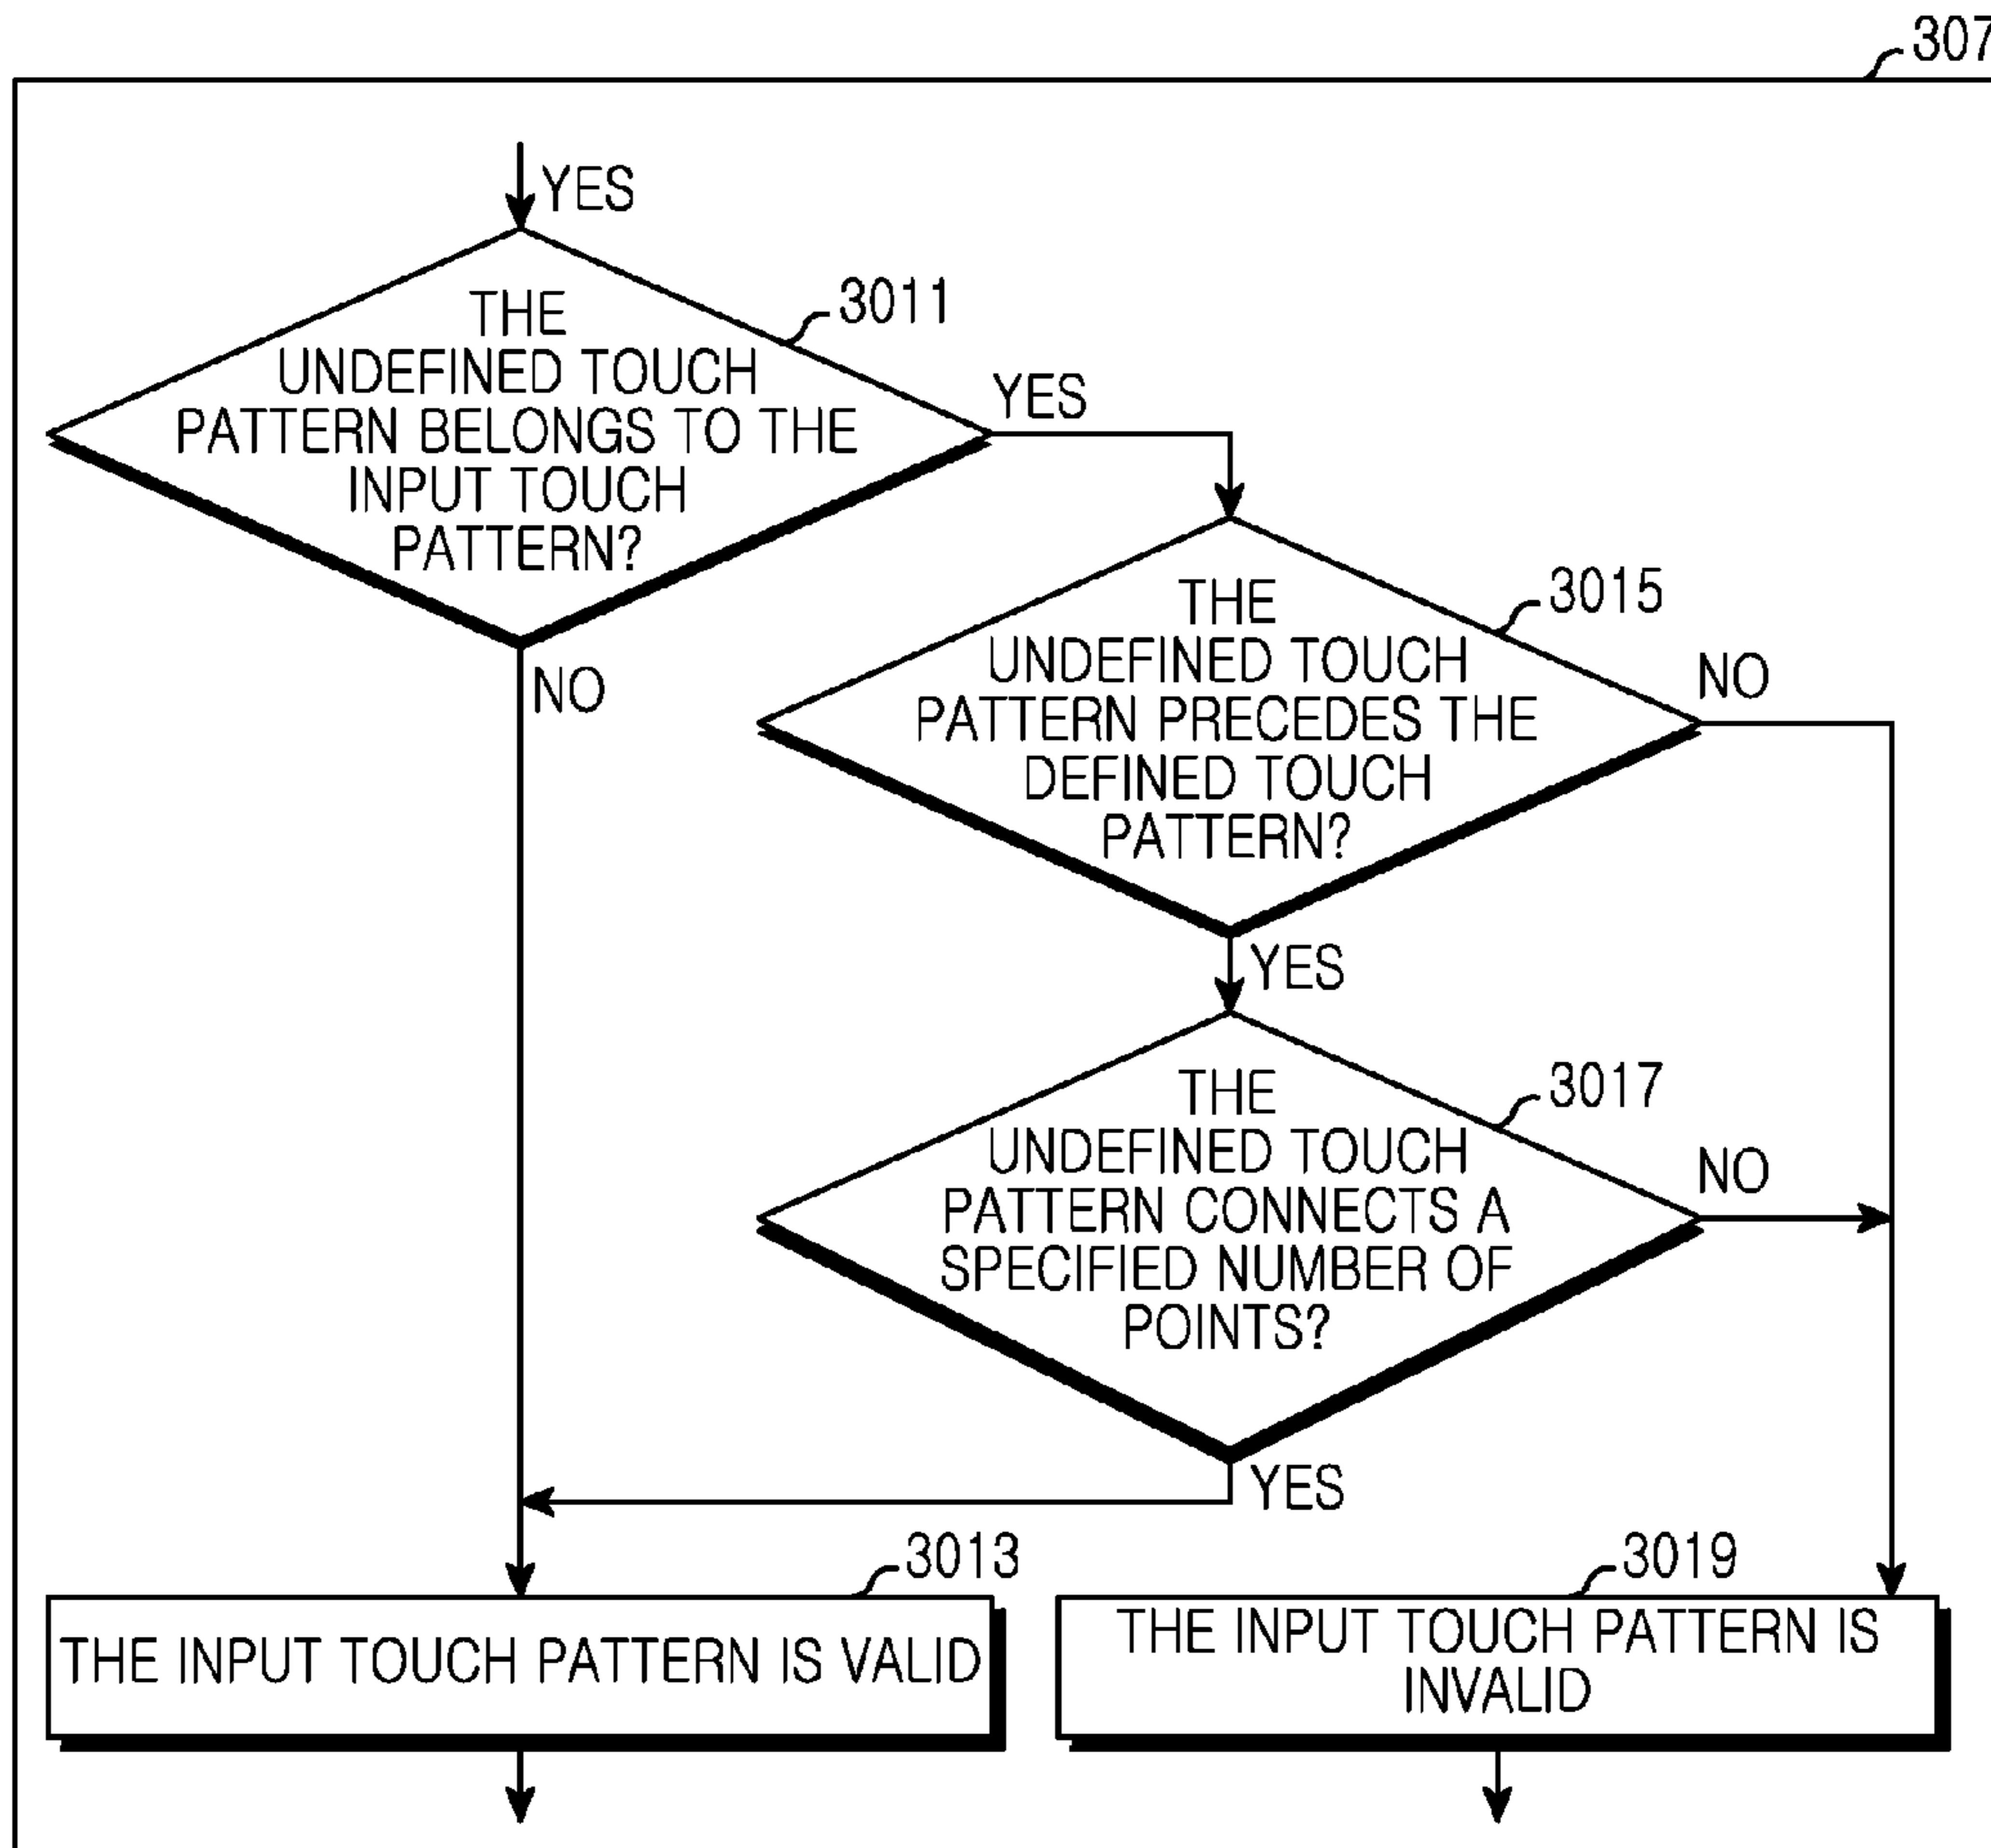 307
YES
3011
THE
UNDEFINED TOUCH
PATTERN BELONGS TO THE
INPUT TOUCH
PATTERN?
YES
NO
3015
THE
UNDEFINED TOUCH
PATTERN PRECEDES THE
DEFINED TOUCH
PATTERN?
NO
YES
3017
THE
UNDEFINED TOUCH
PATTERN CONNECTS A
SPECIFIED NUMBER OF
POINTS?
NO
YES
3013
THE INPUT TOUCH PATTERN IS VALID
3019
THE INPUT TOUCH PATTERN IS
INVALID